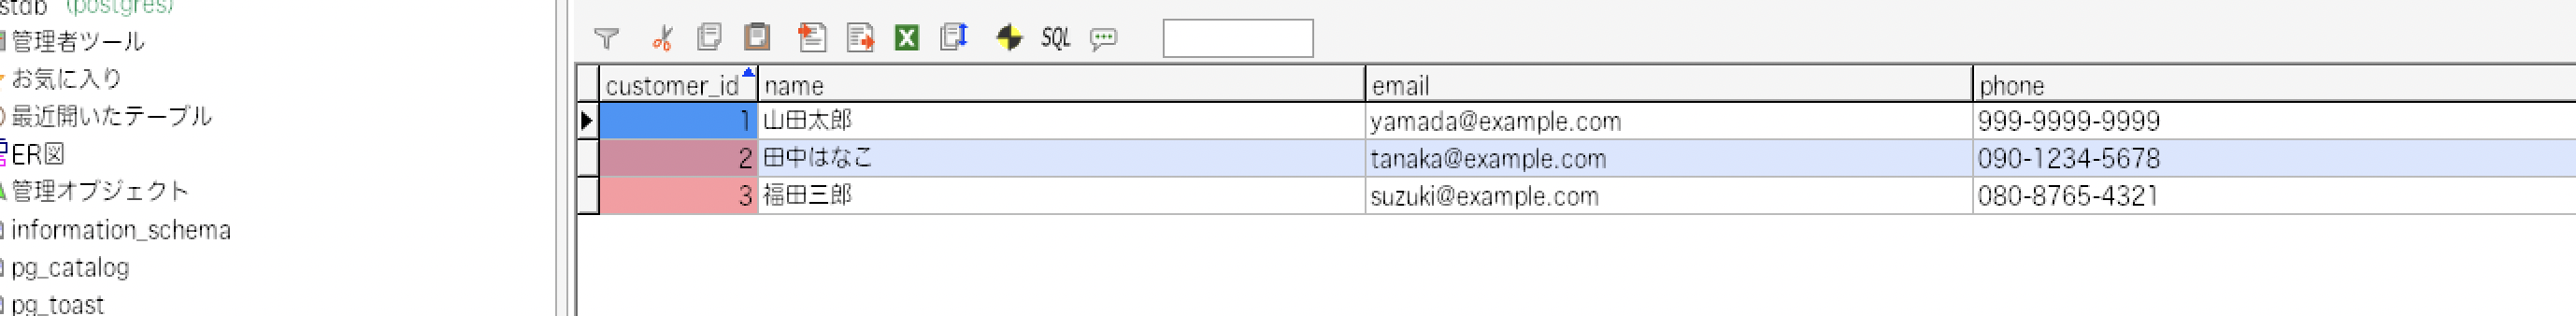 stdb (postgres)
管理者ツール
お気に入り
最近開いたテーブル
ER図
管理オブジェクト
information_schema
pg_catalog
pg_toast
SQL
customer_id name email phone
1 山田太郎 yamada@example.com 999-9999-9999
2 田中はなこ tanaka@example.com 090-1234-5678
3 福田三郎 suzuki@example.com 080-8765-4321